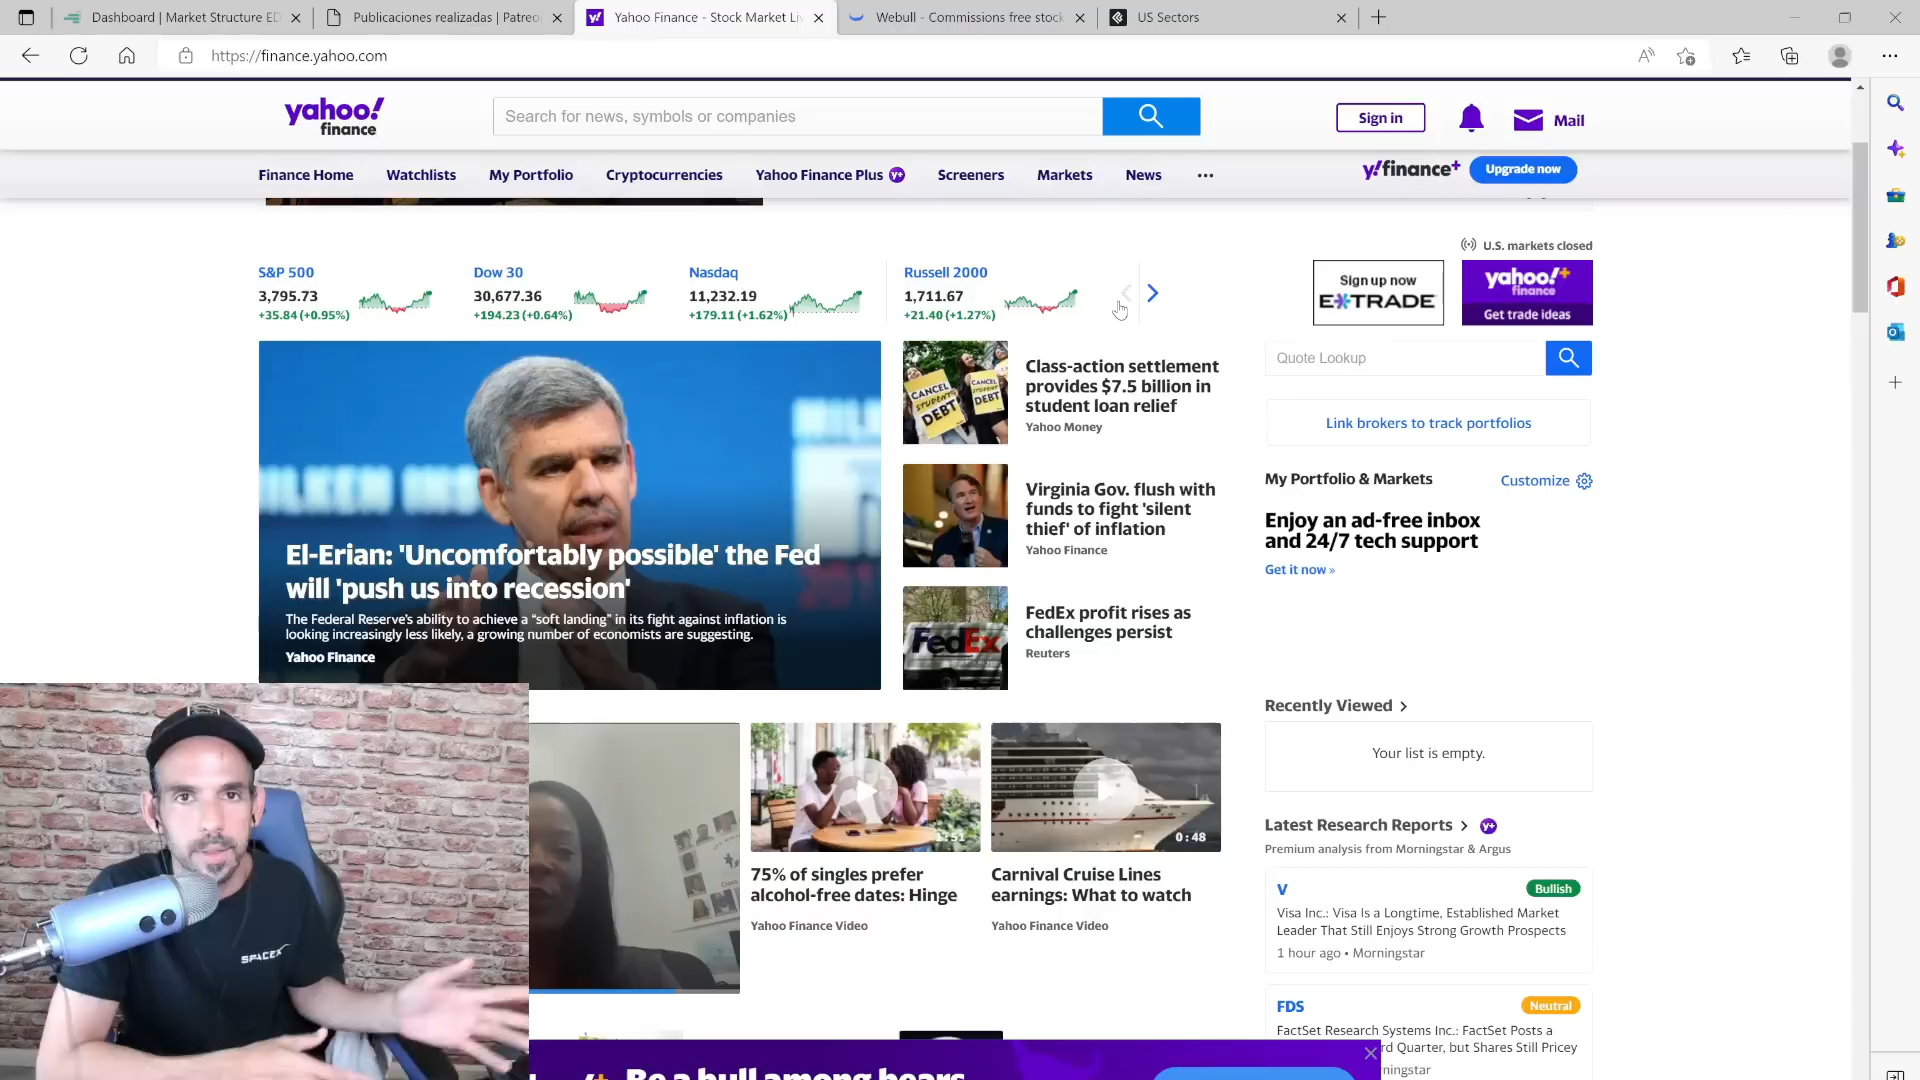 Dashboard | Market Structure ED
Publicaciones realizadas | Patreo
Yahoo Finance - Stock Market Li
Webull - Commissions free stock
US Sectors
https://finance.yahoo.com
yahoo!
finance
Search for news, symbols or companies
Sign in
Mail
Finance Home
Watchlists
My Portfolio
Cryptocurrencies
Yahoo Finance Plus
Screeners
Markets
News
y!finance+
Upgrade now
U.S. markets closed
S&P 500
3,795.73
+35.84 (+0.95%)
Dow 30
30,677.36
+194.23 (+0.64%)
Nasdaq
11,232.19
+179.11 (+1.62%)
Russell 2000
1,711.67
+21.40 (+1.27%)
Sign up now
E*TRADE
yahoo!+
finance
Get trade ideas
El-Erian: 'Uncomfortably possible' the Fed
will 'push us into recession'
The Federal Reserve's ability to achieve a "soft landing" in its fight against inflation is
looking increasingly less likely, a growing number of economists are suggesting.
Yahoo Finance
CANCEL
STUDENT
DEBT
CANCEL
STUDENT
DEBT
Class-action settlement
provides $7.5 billion in
student loan relief
Yahoo Money
Virginia Gov. flush with
funds to fight 'silent
thief' of inflation
Yahoo Finance
FedEx
FedEx profit rises as
challenges persist
Reuters
Quote Lookup
Link brokers to track portfolios
My Portfolio & Markets
Customize
Enjoy an ad-free inbox
and 24/7 tech support
Get it now »
Recently Viewed
Your list is empty.
Latest Research Reports
Premium analysis from Morningstar & Argus
V
Bullish
Visa Inc.: Visa Is a Longtime, Established Market
Leader That Still Enjoys Strong Growth Prospects
1 hour ago • Morningstar
FDS
Neutral
FactSet Research Systems Inc.: FactSet Posts a
rd Quarter, but Shares Still Pricey
rningstar
75% of singles prefer
alcohol-free dates: Hinge
Yahoo Finance Video
0:48
Carnival Cruise Lines
earnings: What to watch
Yahoo Finance Video
SPACEX
Be a bull among bears